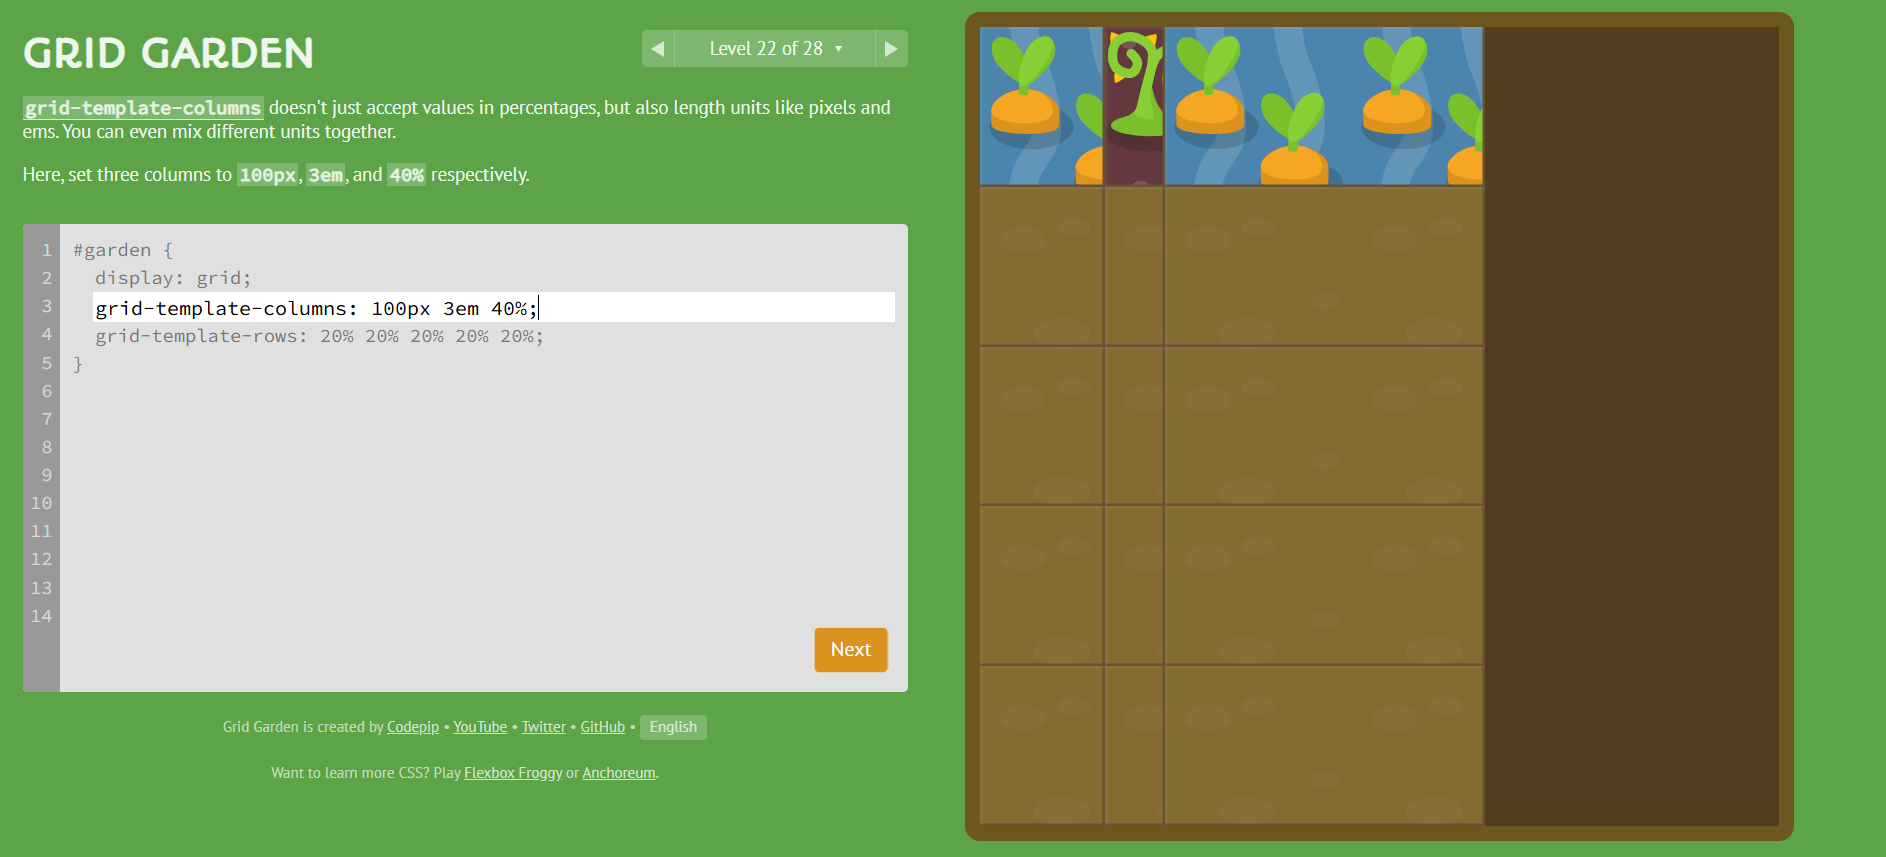 GRID GARDEN
◀ Level 22 of 28 ▼ ▶
grid-template-columns doesn't just accept values in percentages, but also length units like pixels and
ems. You can even mix different units together.
Here, set three columns to 100px, 3em, and 40% respectively.
1 #garden {
2 display: grid;
3 grid-template-columns: 100px 3em 40%;
4 grid-template-rows: 20% 20% 20% 20% 20%;
5 }
6
7
8
9
10
11
12
13
14
Next
Grid Garden is created by Codepip • YouTube • Twitter • GitHub • English
Want to learn more CSS? Play Flexbox Froggy or Anchoreum.